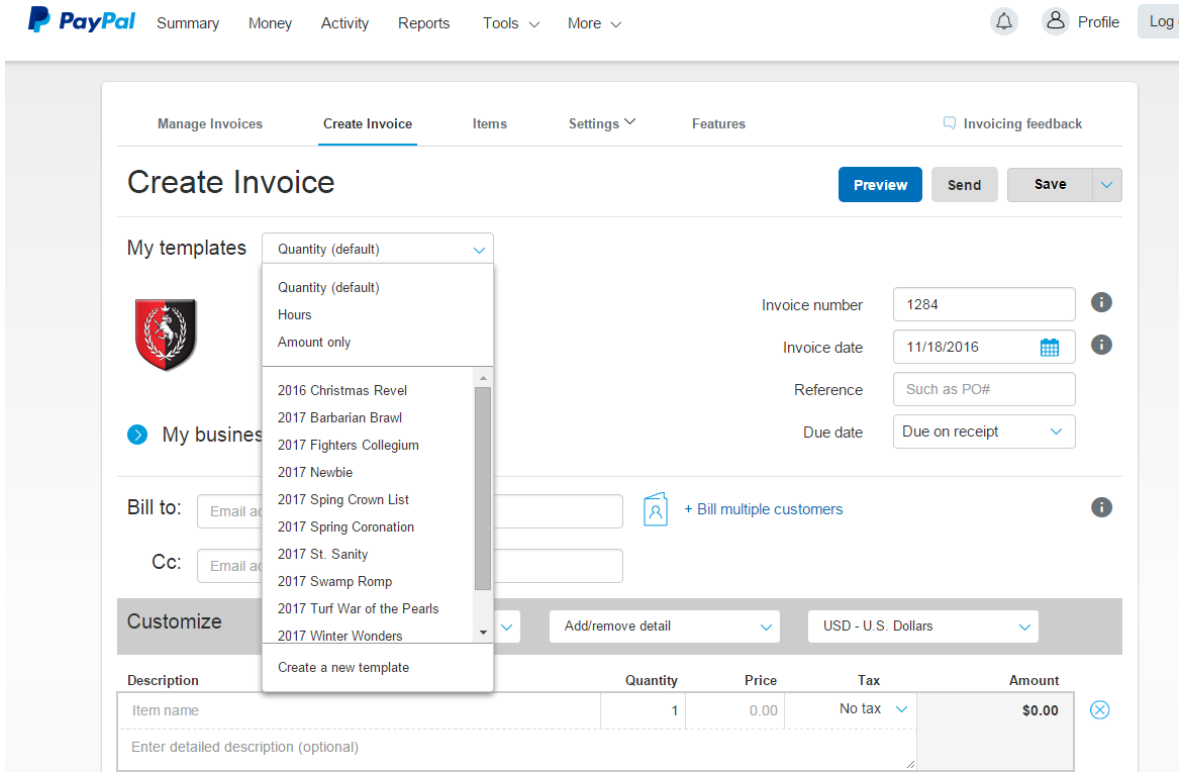 PayPal Summary Money Activity Reports Tools More Profile Log
Manage Invoices Create Invoice Items Settings Features Invoicing feedback
Create Invoice Preview Send Save
My templates Quantity (default)
Quantity (default)
Hours
Amount only
2016 Christmas Revel
2017 Barbarian Brawl
2017 Fighters Collegium
2017 Newbie
2017 Sping Crown List
2017 Spring Coronation
2017 St. Sanity
2017 Swamp Romp
2017 Turf War of the Pearls
2017 Winter Wonders
Create a new template
Invoice number 1284
Invoice date 11/18/2016
Reference Such as PO#
Due date Due on receipt
My busines
Bill to: Email ad + Bill multiple customers
Cc: Email ad
Customize Add/remove detail USD - U.S. Dollars
Description Quantity Price Tax Amount
Item name 1 0.00 No tax $0.00
Enter detailed description (optional)